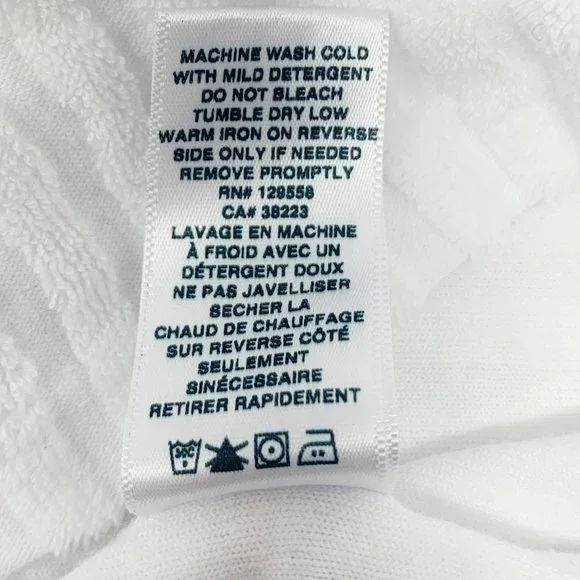 MACHINE WASH COLD
WITH MILD DETERGENT
DO NOT BLEACH
TUMBLE DRY LOW
WARM IRON ON REVERSE
SIDE ONLY IF NEEDED
REMOVE PROMPTLY
RN# 129558
CA# 38223
LAVAGE EN MACHINE
À FROID AVEC UN
DÉTERGENT DOUX
NE PAS JAVELLISER
SECHER LA
CHAUD DE CHAUFFAGE
SUR REVERSE CÔTÉ
SEULEMENT
SINÉCESSAIRE
RETIRER RAPIDEMENT
30C